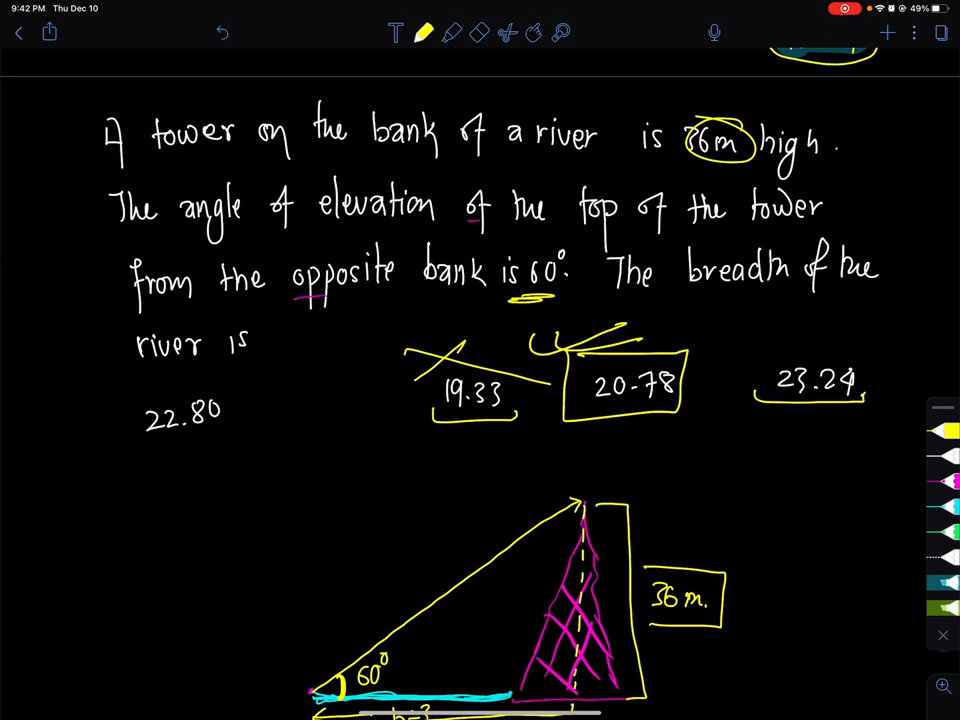 9:42 PM Thu Dec 10
49%
T
A tower on the bank of a river is 36m high.
The angle of elevation of the top of the tower
from the opposite bank is 60°. The breadth of the
river is
19.33 20.78 23.24
22.80
36 m.
60°
b=?